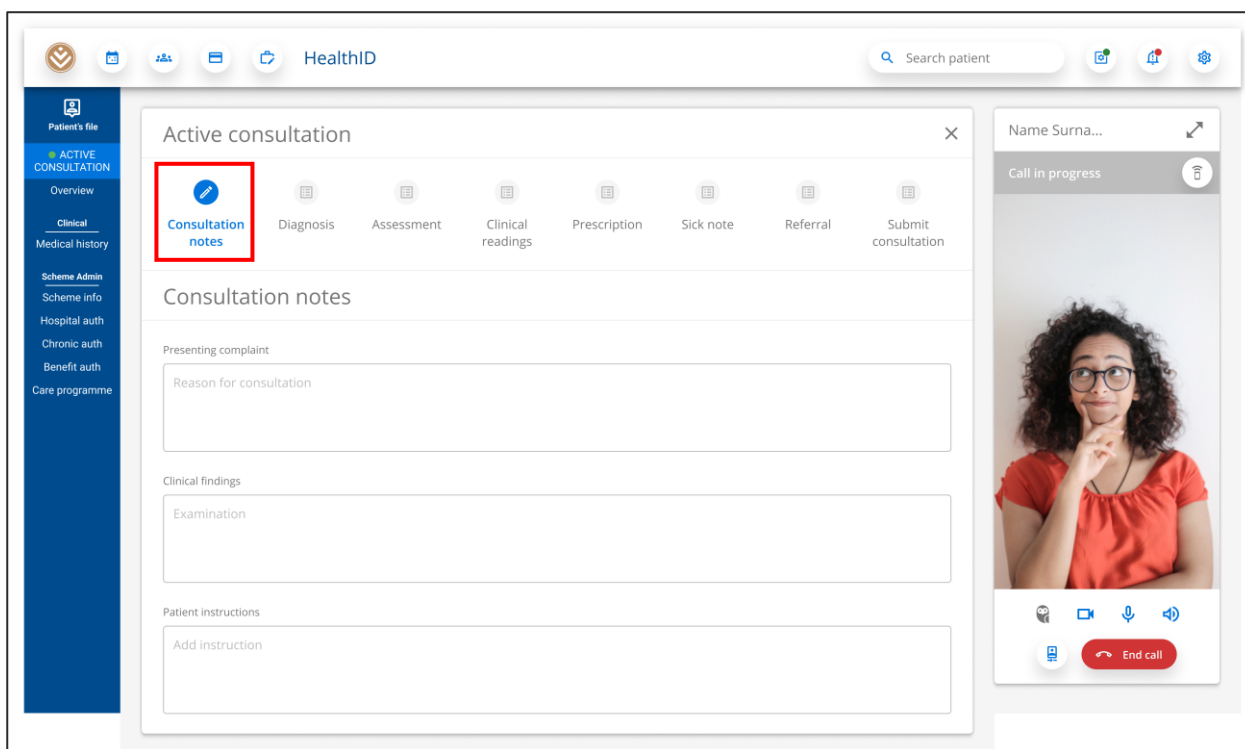 HealthID
Search patient
Patient's file
ACTIVE
CONSULTATION
Overview
Clinical
Medical history
Scheme Admin
Scheme info
Hospital auth
Chronic auth
Benefit auth
Care programme
Active consultation
Consultation
notes
Diagnosis
Assessment
Clinical
readings
Prescription
Sick note
Referral
Submit
consultation
Consultation notes
Presenting complaint
Reason for consultation
Clinical findings
Examination
Patient instructions
Add instruction
Name Surna...
Call in progress
End call